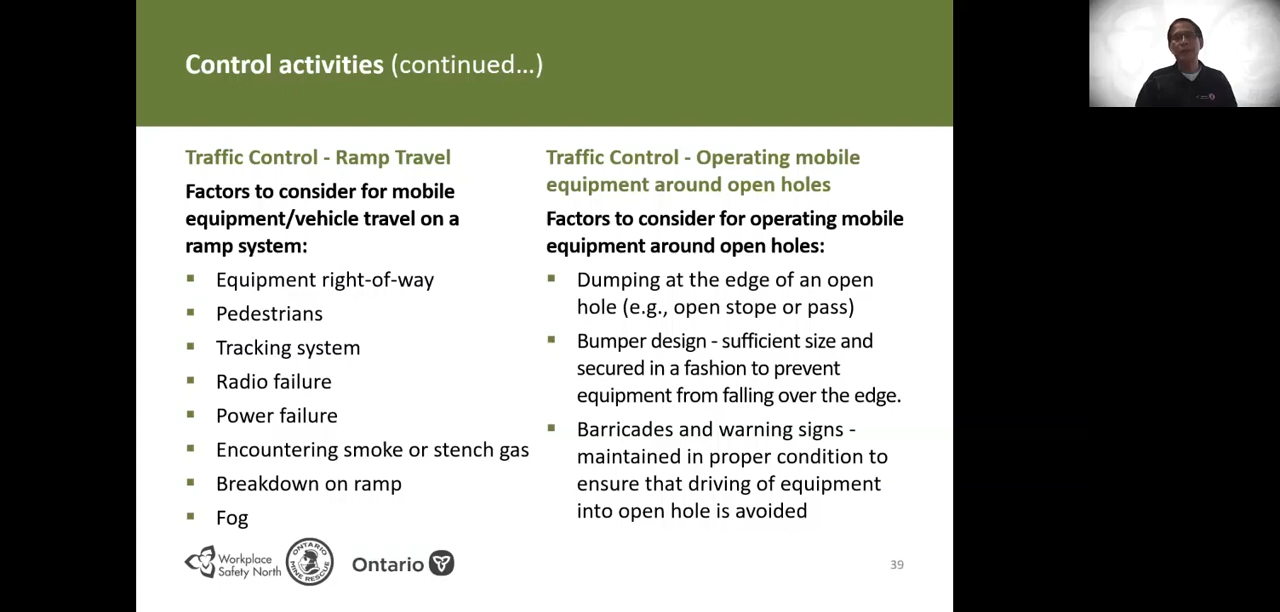 Control activities (continued...)
Traffic Control - Ramp Travel
Factors to consider for mobile
equipment/vehicle travel on a
ramp system:
▪ Equipment right-of-way
▪ Pedestrians
▪ Tracking system
▪ Radio failure
▪ Power failure
▪ Encountering smoke or stench gas
▪ Breakdown on ramp
▪ Fog
Traffic Control - Operating mobile
equipment around open holes
Factors to consider for operating mobile
equipment around open holes:
▪ Dumping at the edge of an open
hole (e.g., open stope or pass)
▪ Bumper design - sufficient size and
secured in a fashion to prevent
equipment from falling over the edge.
▪ Barricades and warning signs -
maintained in proper condition to
ensure that driving of equipment
into open hole is avoided
Workplace
Safety North
ONTARIO
MINE RESCUE
Ontario
39